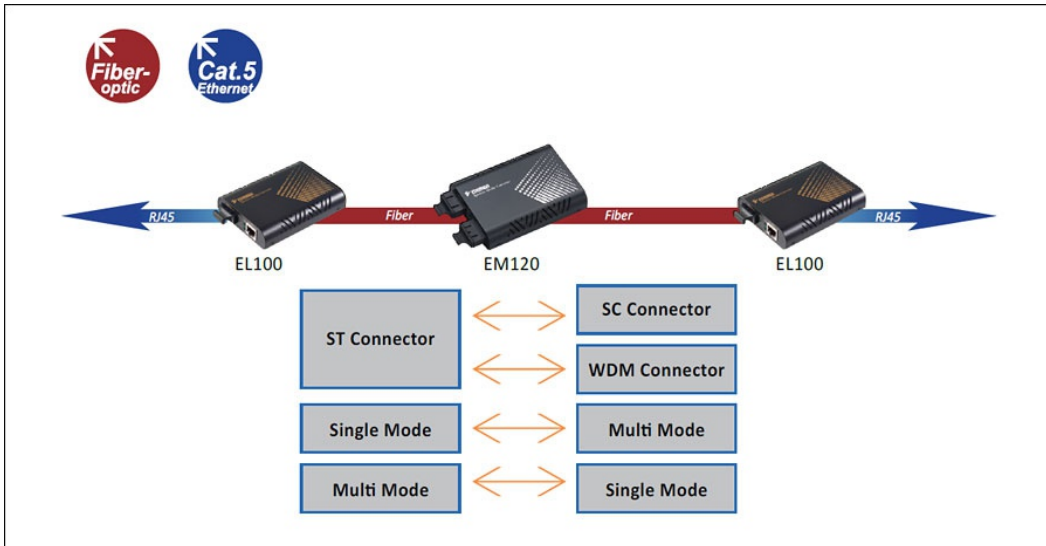 Fiber-
optic
Cat.5
Ethernet
RJ45
Fiber
Fiber
RJ45
EL100
EM120
EL100
ST Connector
SC Connector
WDM Connector
Single Mode
Multi Mode
Multi Mode
Single Mode